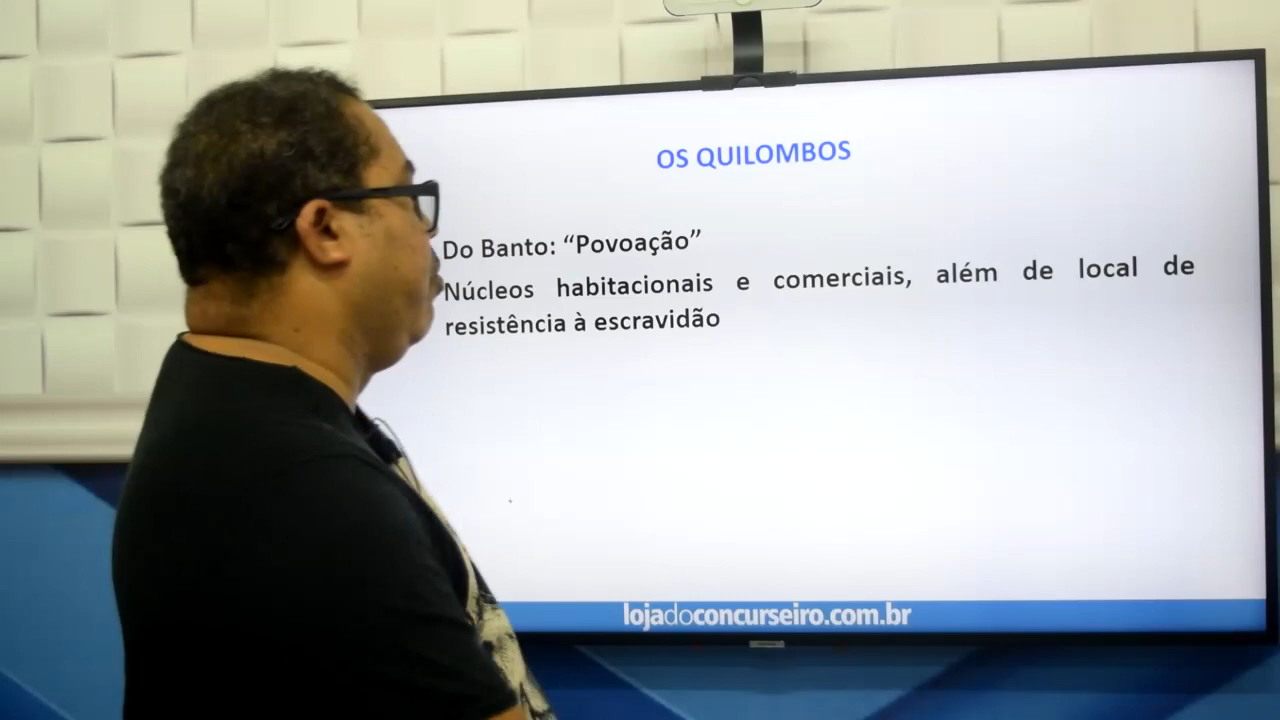 OS QUILOMBOS
Do Banto: “Povoação”
Núcleos habitacionais e comerciais, além de local de
resistência à escravidão
lojadoconcurseiro.com.br